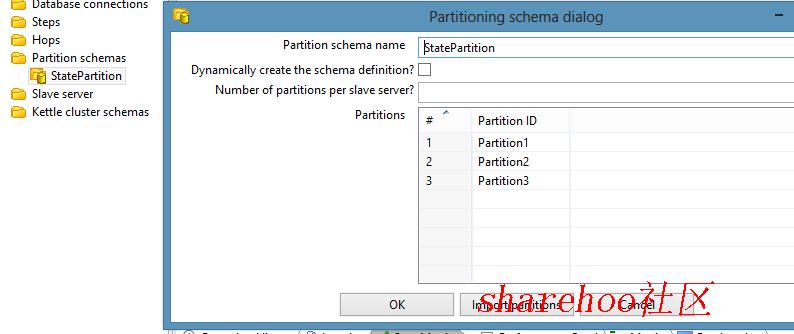 Database connections
Steps
Hops
Partition schemas
StatePartition
Slave server
Kettle cluster schemas
Partitioning schema dialog
Partition schema name StatePartition
Dynamically create the schema definition?
Number of partitions per slave server?
Partitions
# Partition ID
1 Partition1
2 Partition2
3 Partition3
OK Import partitions Cancel
sharehoo社区